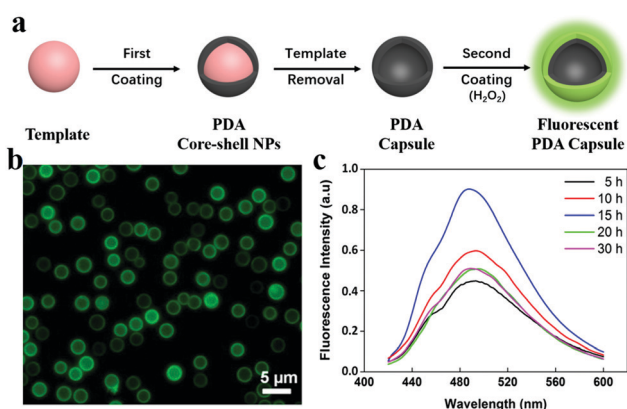 a
First
Coating
Template
Removal
Second
Coating
(H₂O₂)
Template
PDA
Core-shell NPs
PDA
Capsule
Fluorescent
PDA Capsule
b
5 µm
c
Fluorescence Intensity (a.u)
1.0
0.8
0.6
0.4
0.2
0.0
5 h
10 h
15 h
20 h
30 h
400 440 480 520 560 600
Wavelength (nm)